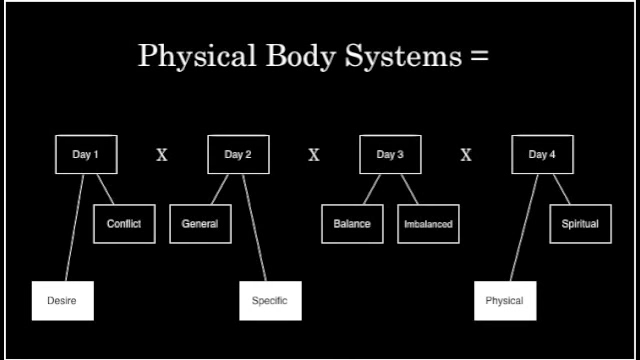 Physical Body Systems =
Day 1 x Day 2 x Day 3 x Day 4
Conflict General Balance Imbalanced Spiritual
Desire Specific Physical